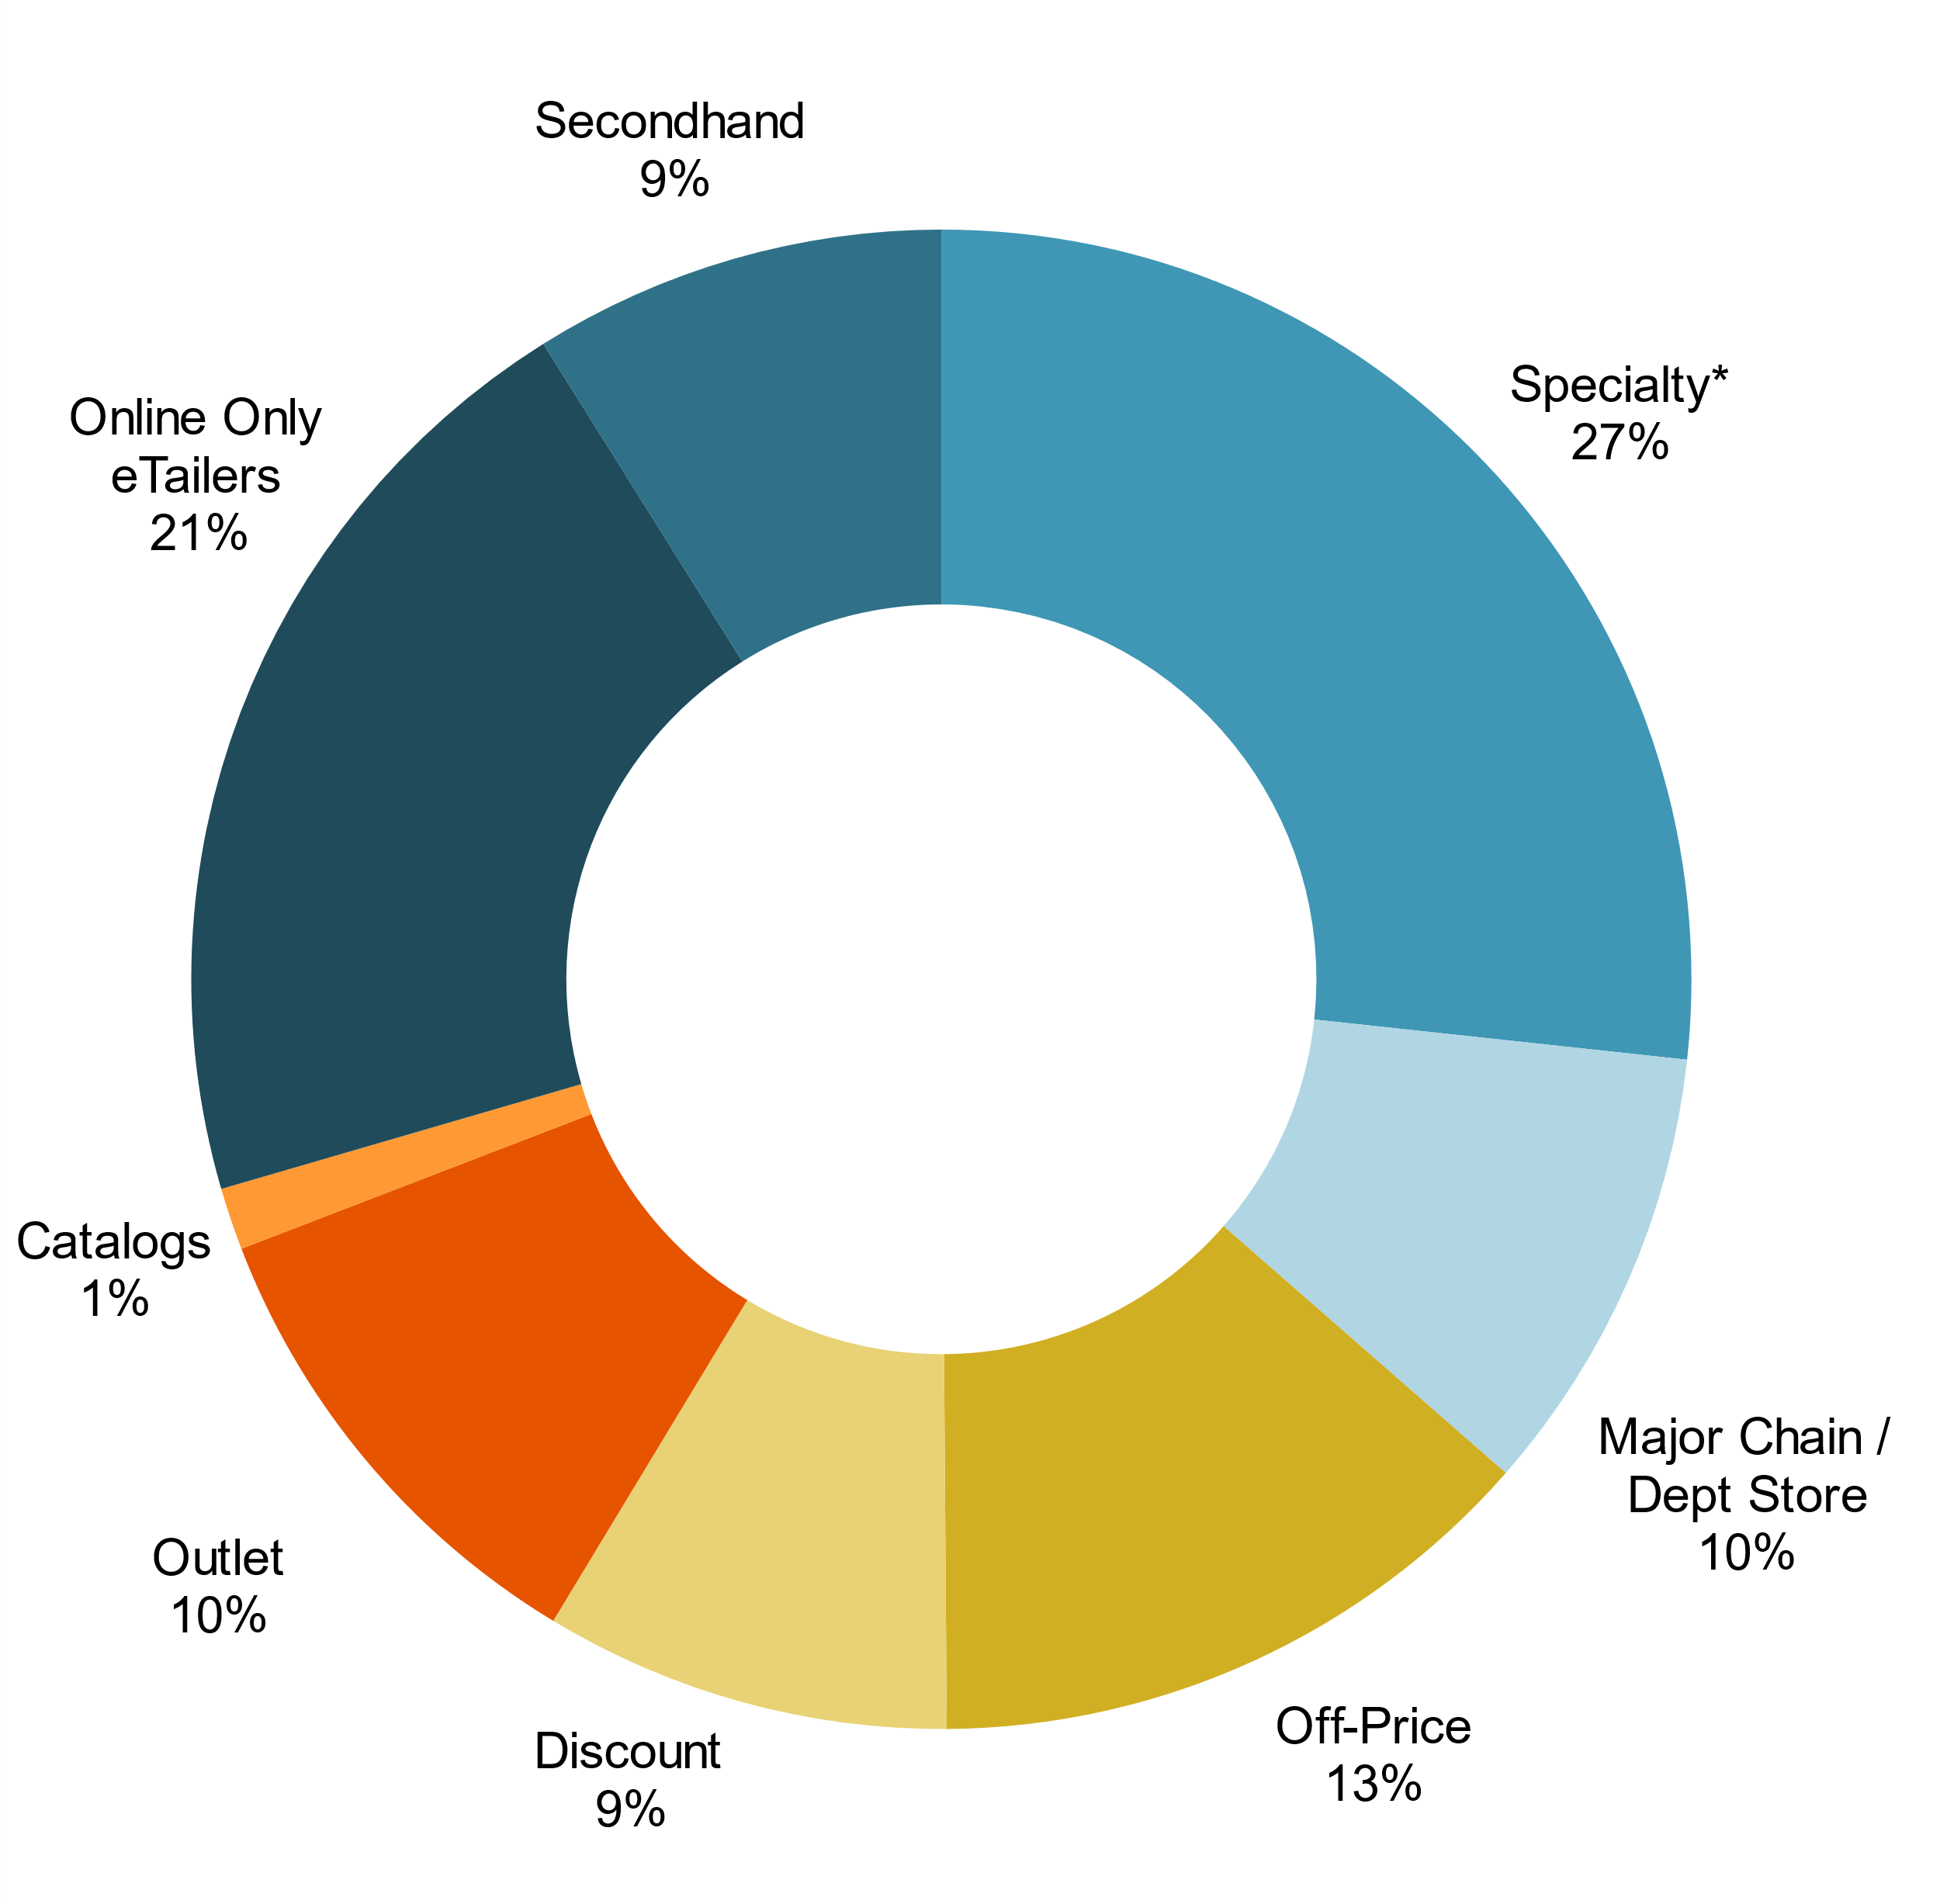 Secondhand
9%
Specialty*
27%
Online Only
eTailers
21%
Catalogs
1%
Major Chain /
Dept Store
10%
Outlet
10%
Off-Price
13%
Discount
9%